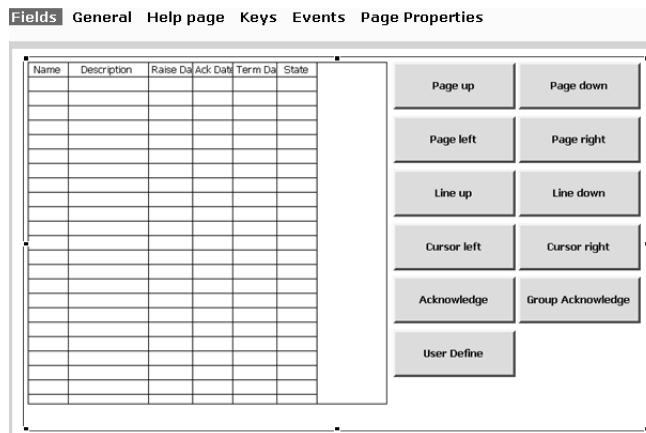 Fields General Help page Keys Events Page Properties
Name Description Raise Da Ack Date Term Da State
Page up Page down
Page left Page right
Line up Line down
Cursor left Cursor right
Acknowledge Group Acknowledge
User Define